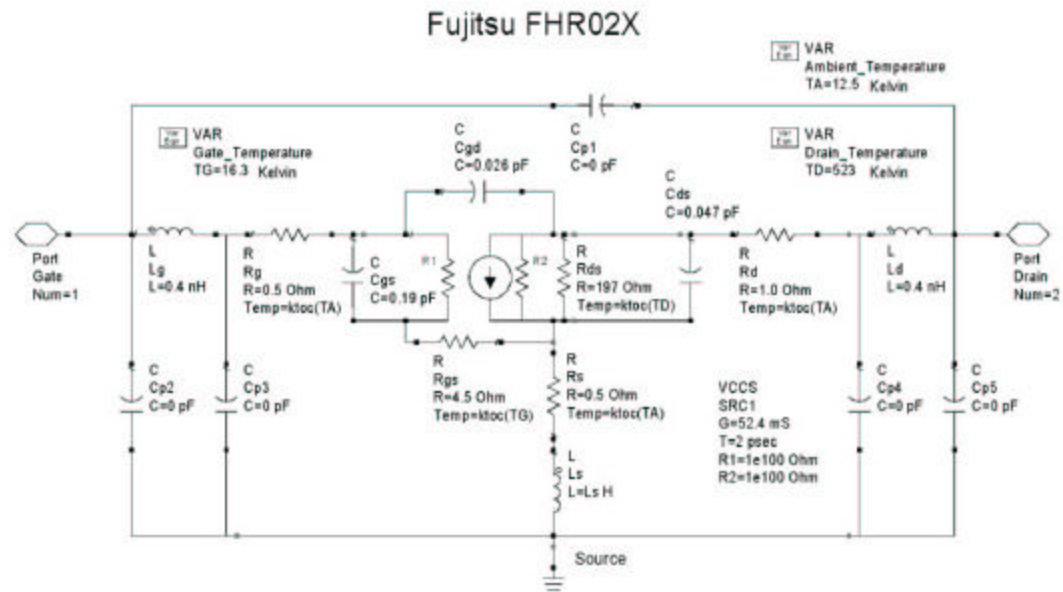 Fujitsu FHR02X
Var
Eqn
VAR
Ambient_Temperature
TA=12.5 Kelvin
Var
Eqn
VAR
Gate_Temperature
TG=16.3 Kelvin
C
Cgd
C=0.026 pF
C
Cp1
C=0 pF
Var
Eqn
VAR
Drain_Temperature
TD=523 Kelvin
C
Cds
C=0.047 pF
Port
Gate
Num=1
L
Lg
L=0.4 nH
R
Rg
R=0.5 Ohm
Temp=ktoc(TA)
C
Cgs
C=0.19 pF
R1
R2
R
Rds
R=197 Ohm
Temp=ktoc(TD)
R
Rd
R=1.0 Ohm
Temp=ktoc(TA)
L
Ld
L=0.4 nH
Port
Drain
Num=2
C
Cp2
C=0 pF
C
Cp3
C=0 pF
R
Rgs
R=4.5 Ohm
Temp=ktoc(TG)
R
Rs
R=0.5 Ohm
Temp=ktoc(TA)
VCCS
SRC1
G=52.4 mS
T=2 psec
R1=1e100 Ohm
R2=1e100 Ohm
C
Cp4
C=0 pF
C
Cp5
C=0 pF
L
Ls
L=Ls H
Source